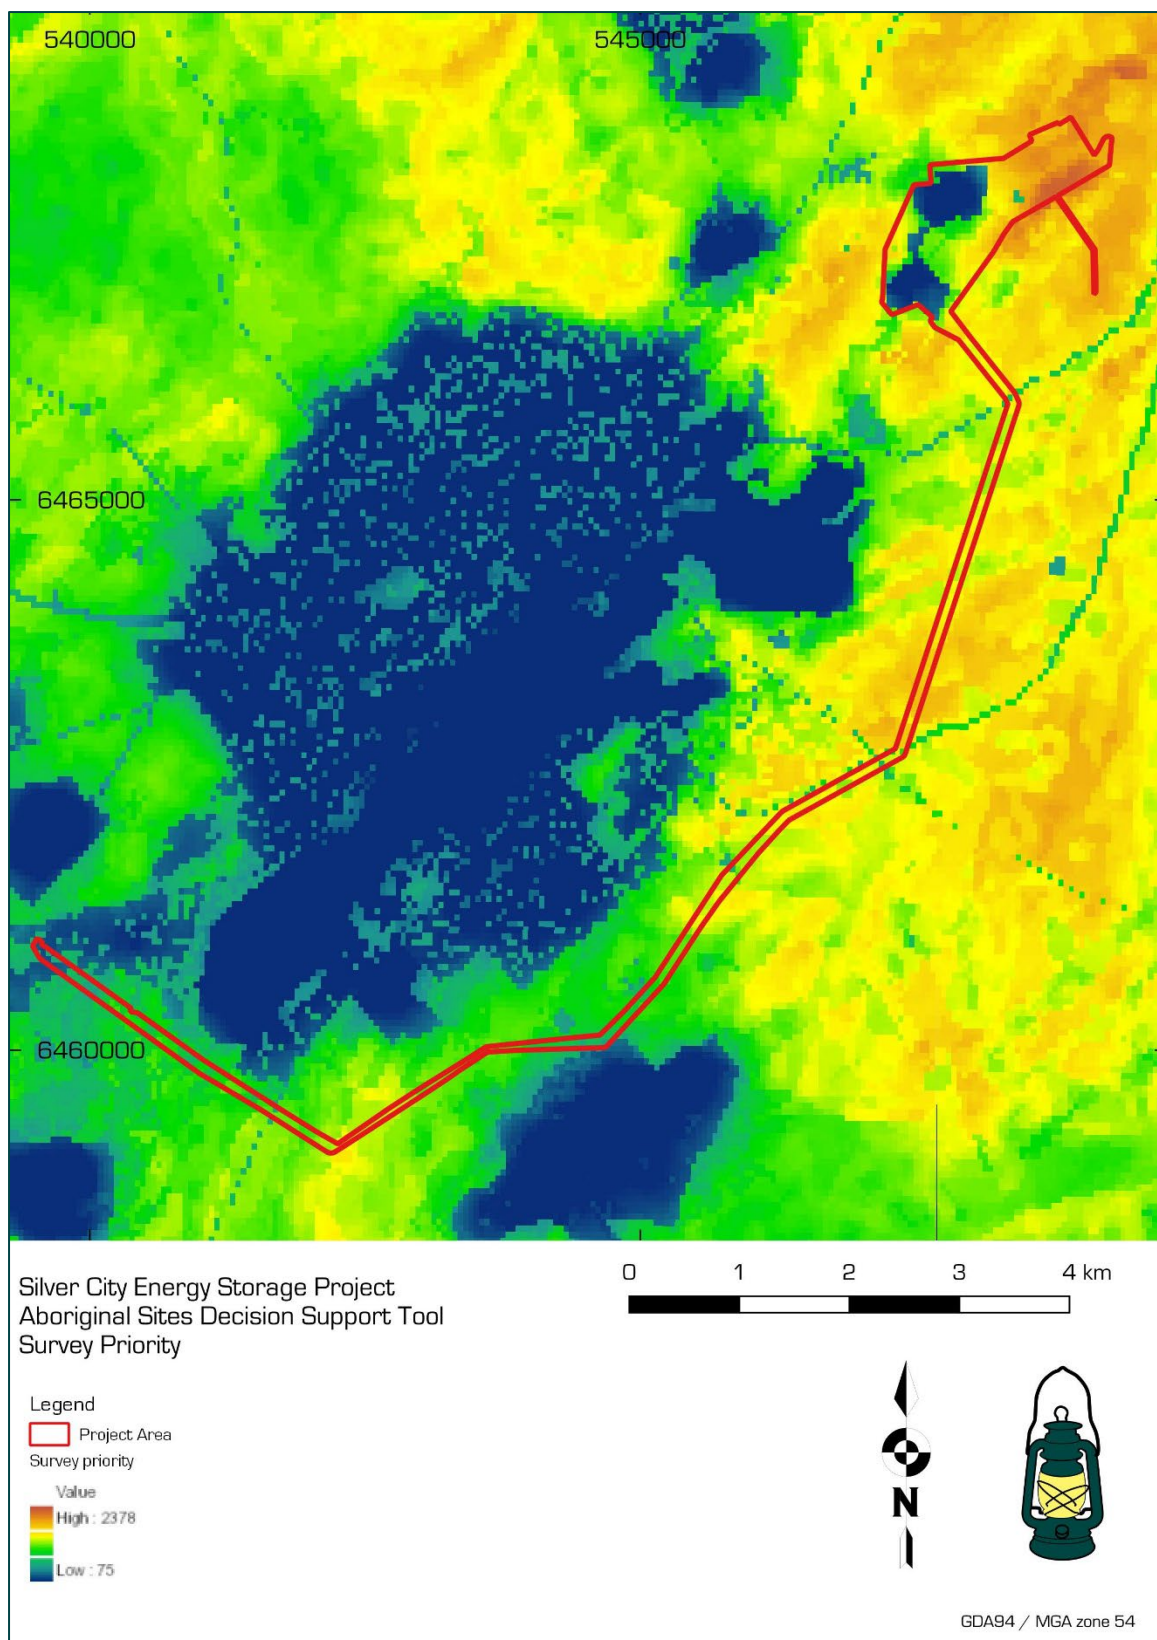 540000
545000
6465000
6460000
0 1 2 3 4 km
Silver City Energy Storage Project
Aboriginal Sites Decision Support Tool
Survey Priority
Legend
Project Area
Survey priority
Value
High : 2378
Low : 75
N
GDA94 / MGA zone 54